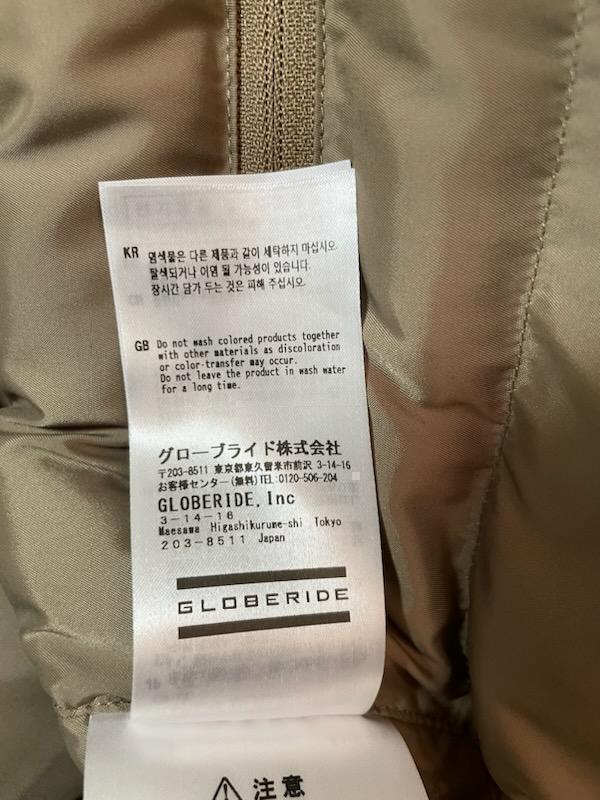 KR 염색물은 다른 제품과 같이 세탁하지 마십시오.
탈색되거나 이염 될 가능성이 있습니다.
장시간 담가 두는 것은 피해 주십시오.
GB Do not wash colored products together
with other materials as discoloration
or color-transfer may occur.
Do not leave the product in wash water
for a long time.
グローブライド株式会社
〒203-8511 東京都東久留米市前沢 3-14-16
お客様センター(無料)TEL:0120-506-204
GLOBERIDE, Inc
3-14-16
Maesawa Higashikurume-shi Tokyo
203-8511 Japan
GLOBERIDE
注意